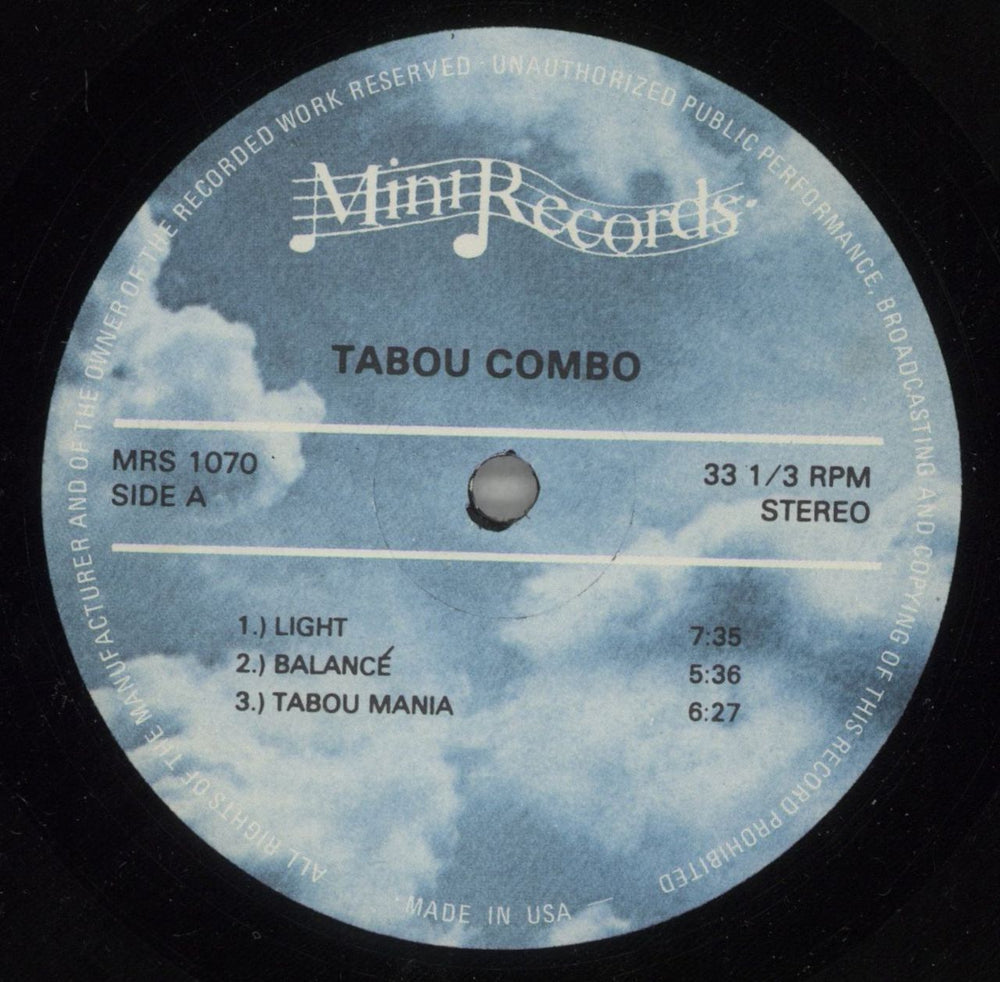 ALL RIGHTS OF THE MANUFACTURER AND OF THE OWNER OF THE RECORDED WORK RESERVED · UNAUTHORIZED PUBLIC PERFORMANCE, BROADCASTING AND COPYING OF THIS RECORD PROHIBITED
Mini Records
TABOU COMBO
MRS 1070
33 1/3 RPM
SIDE A
STEREO
1.) LIGHT 7:35
2.) BALANCÉ 5:36
3.) TABOU MANIA 6:27
MADE IN USA